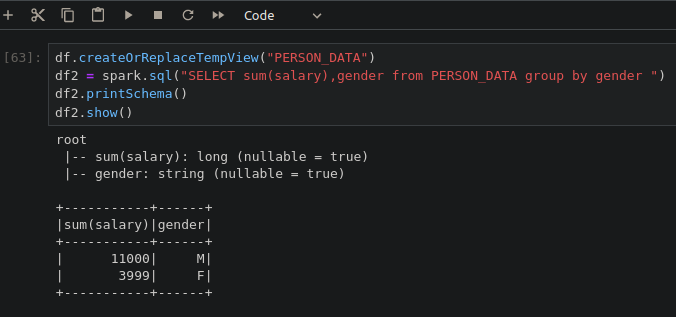 Code
[63]:
df.createOrReplaceTempView("PERSON_DATA")
df2 = spark.sql("SELECT sum(salary),gender from PERSON_DATA group by gender ")
df2.printSchema()
df2.show()
root
 |-- sum(salary): long (nullable = true)
 |-- gender: string (nullable = true)

+-----------+------+
|sum(salary)|gender|
+-----------+------+
|      11000|     M|
|       3999|     F|
+-----------+------+